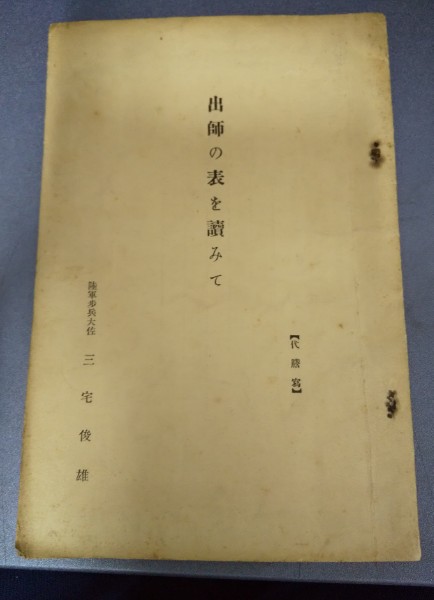 【代謄寫】
出師の表を讀みて
陸軍步兵大佐 三宅俊雄